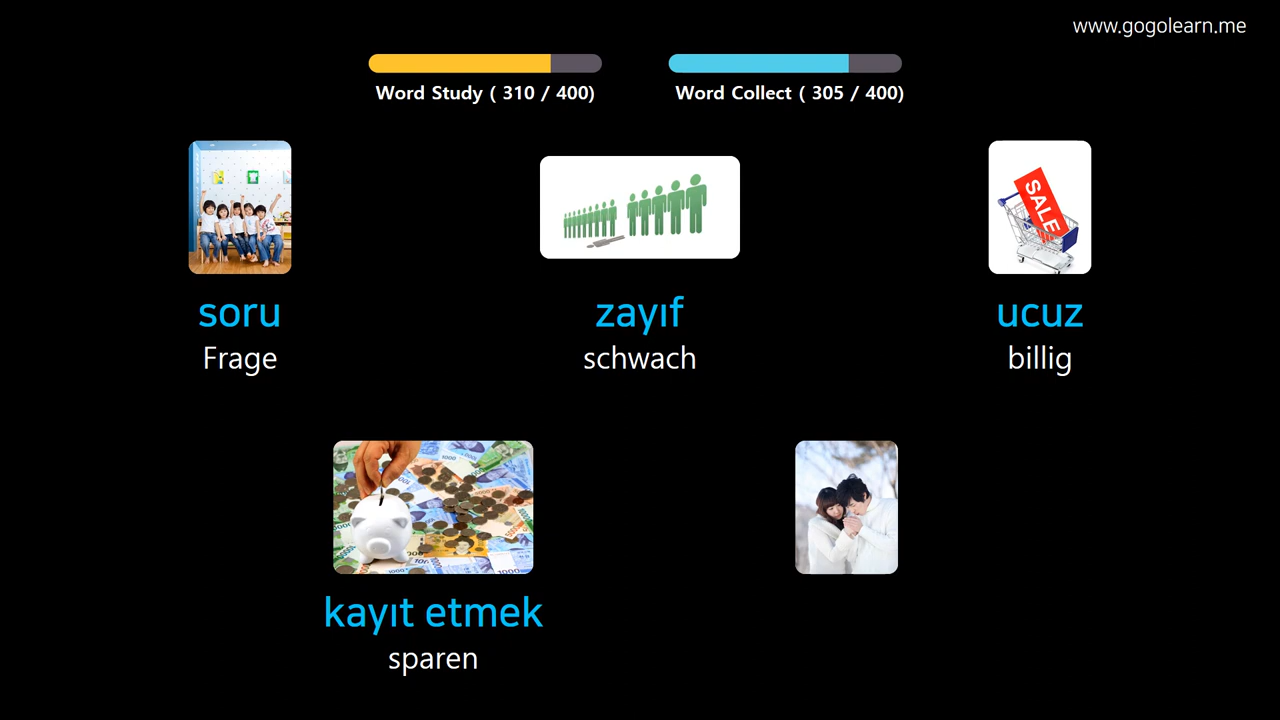 www.gogolearn.me
Word Study ( 310 / 400)
Word Collect ( 305 / 400)
SALE
soru
Frage
zayıf
schwach
ucuz
billig
kayıt etmek
sparen